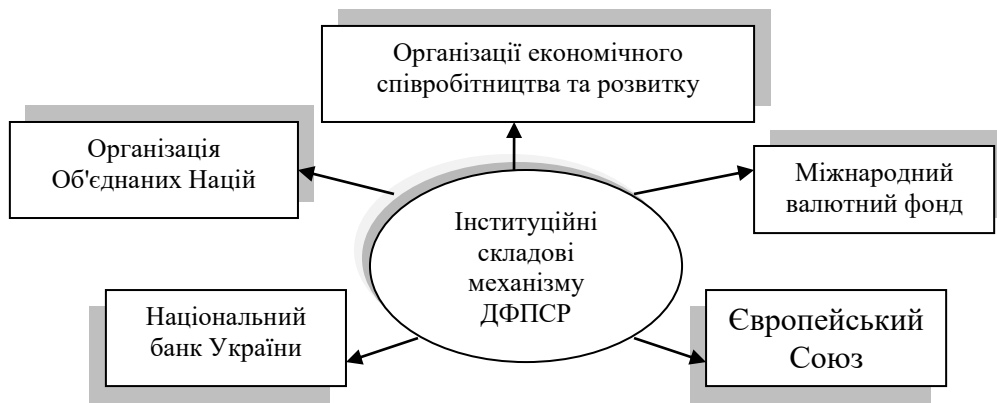 Організації економічного
співробітництва та розвитку
Організація
Об'єднаних Націй
Міжнародний
валютний фонд
Інституційні
складові
механізму
ДФПСР
Національний
банк України
Європейський
Союз